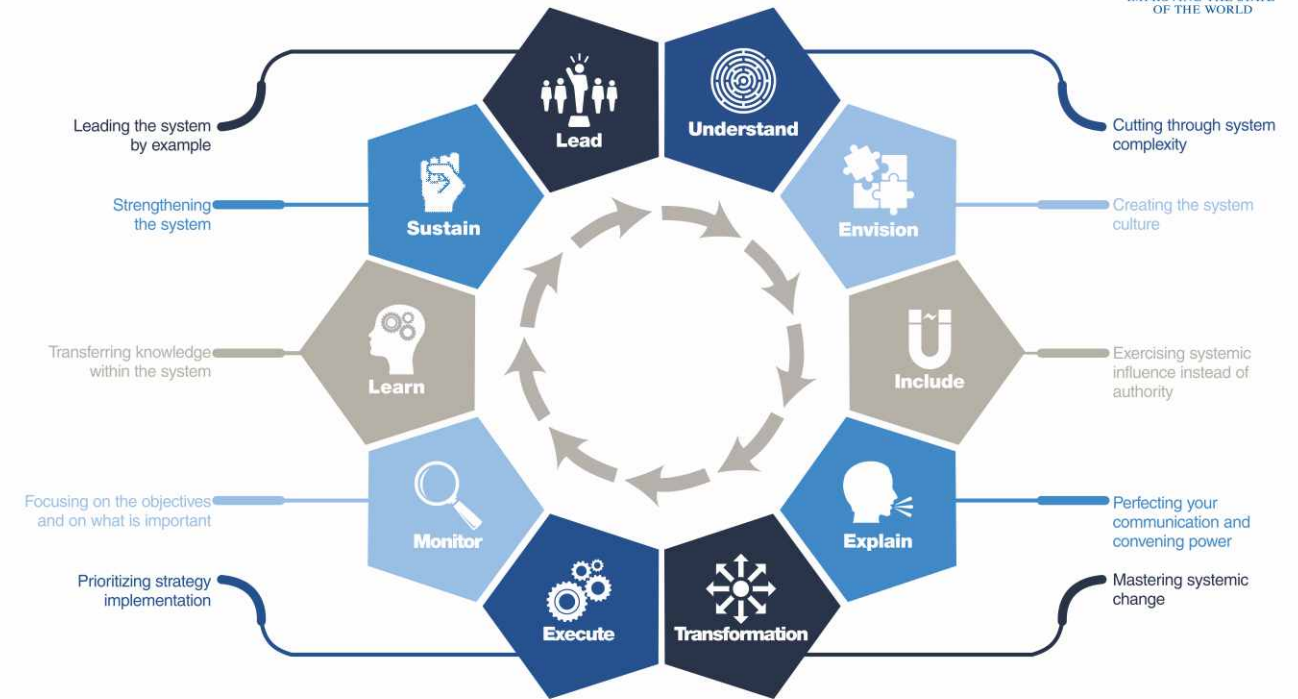 OF THE WORLD
Lead
Understand
Leading the system
by example
Cutting through system
complexity
Strengthening
the system
Sustain
Envision
Creating the system
culture
Transferring knowledge
within the system
Learn
Include
Exercising systemic
influence instead of
authority
Focusing on the objectives
and on what is important
Monitor
Explain
Perfecting your
communication and
convening power
Prioritizing strategy
implementation
Execute
Transformation
Mastering systemic
change